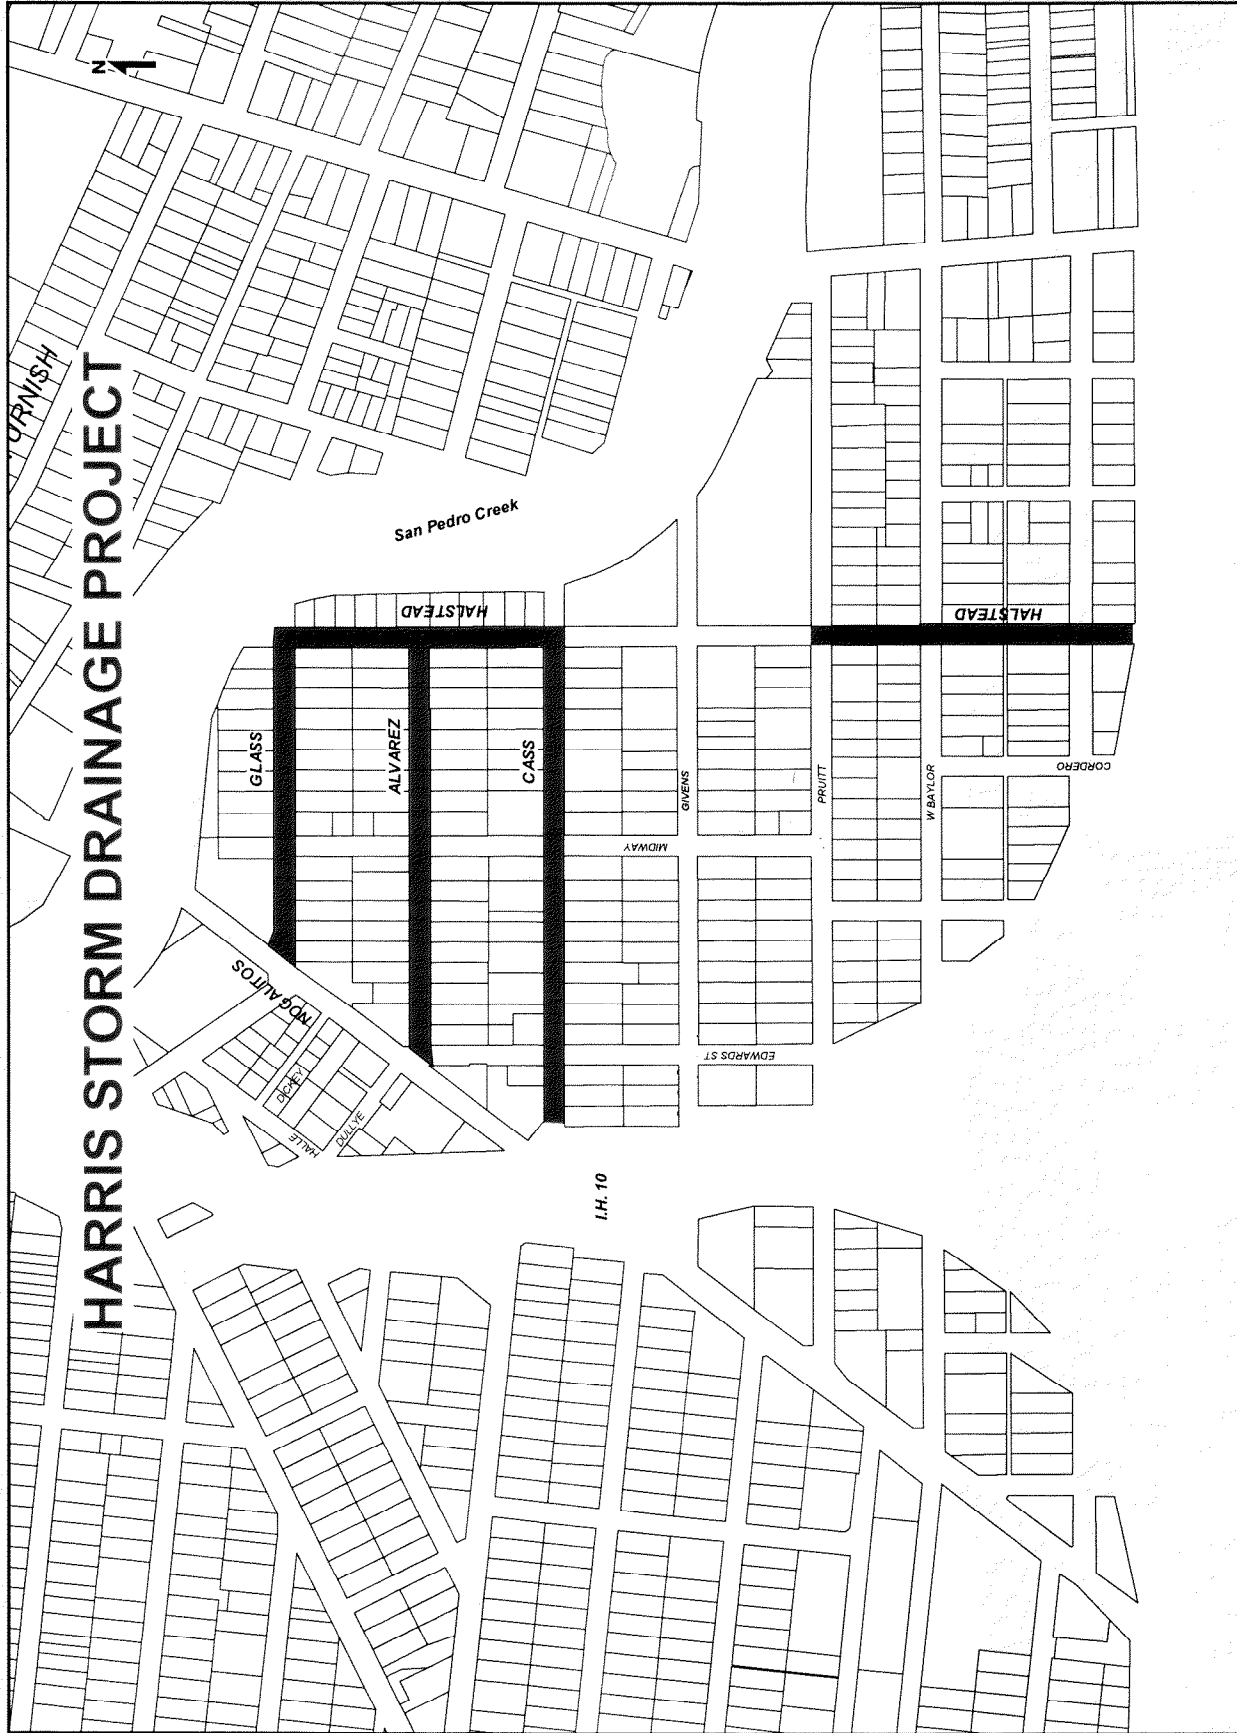 HARRIS STORM DRAINAGE PROJECT
N
URNISH
San Pedro Creek
HALSTEAD
HALSTEAD
GLASS
ALVAREZ
CASS
GIVENS
PRUITT
W BAYLOR
CORDERO
MIDWAY
NOGALITOS
EDWARDS ST
DICKEY
DULLYE
HALLE
I.H. 10